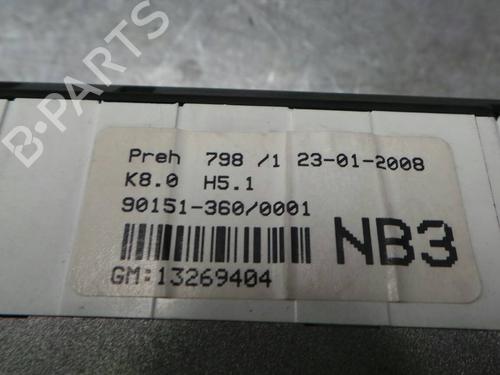 Preh 798 /1 23-01-2008
K8.0 H5.1
90151-360/0001
NB3
GM:13269404
B-PARTS